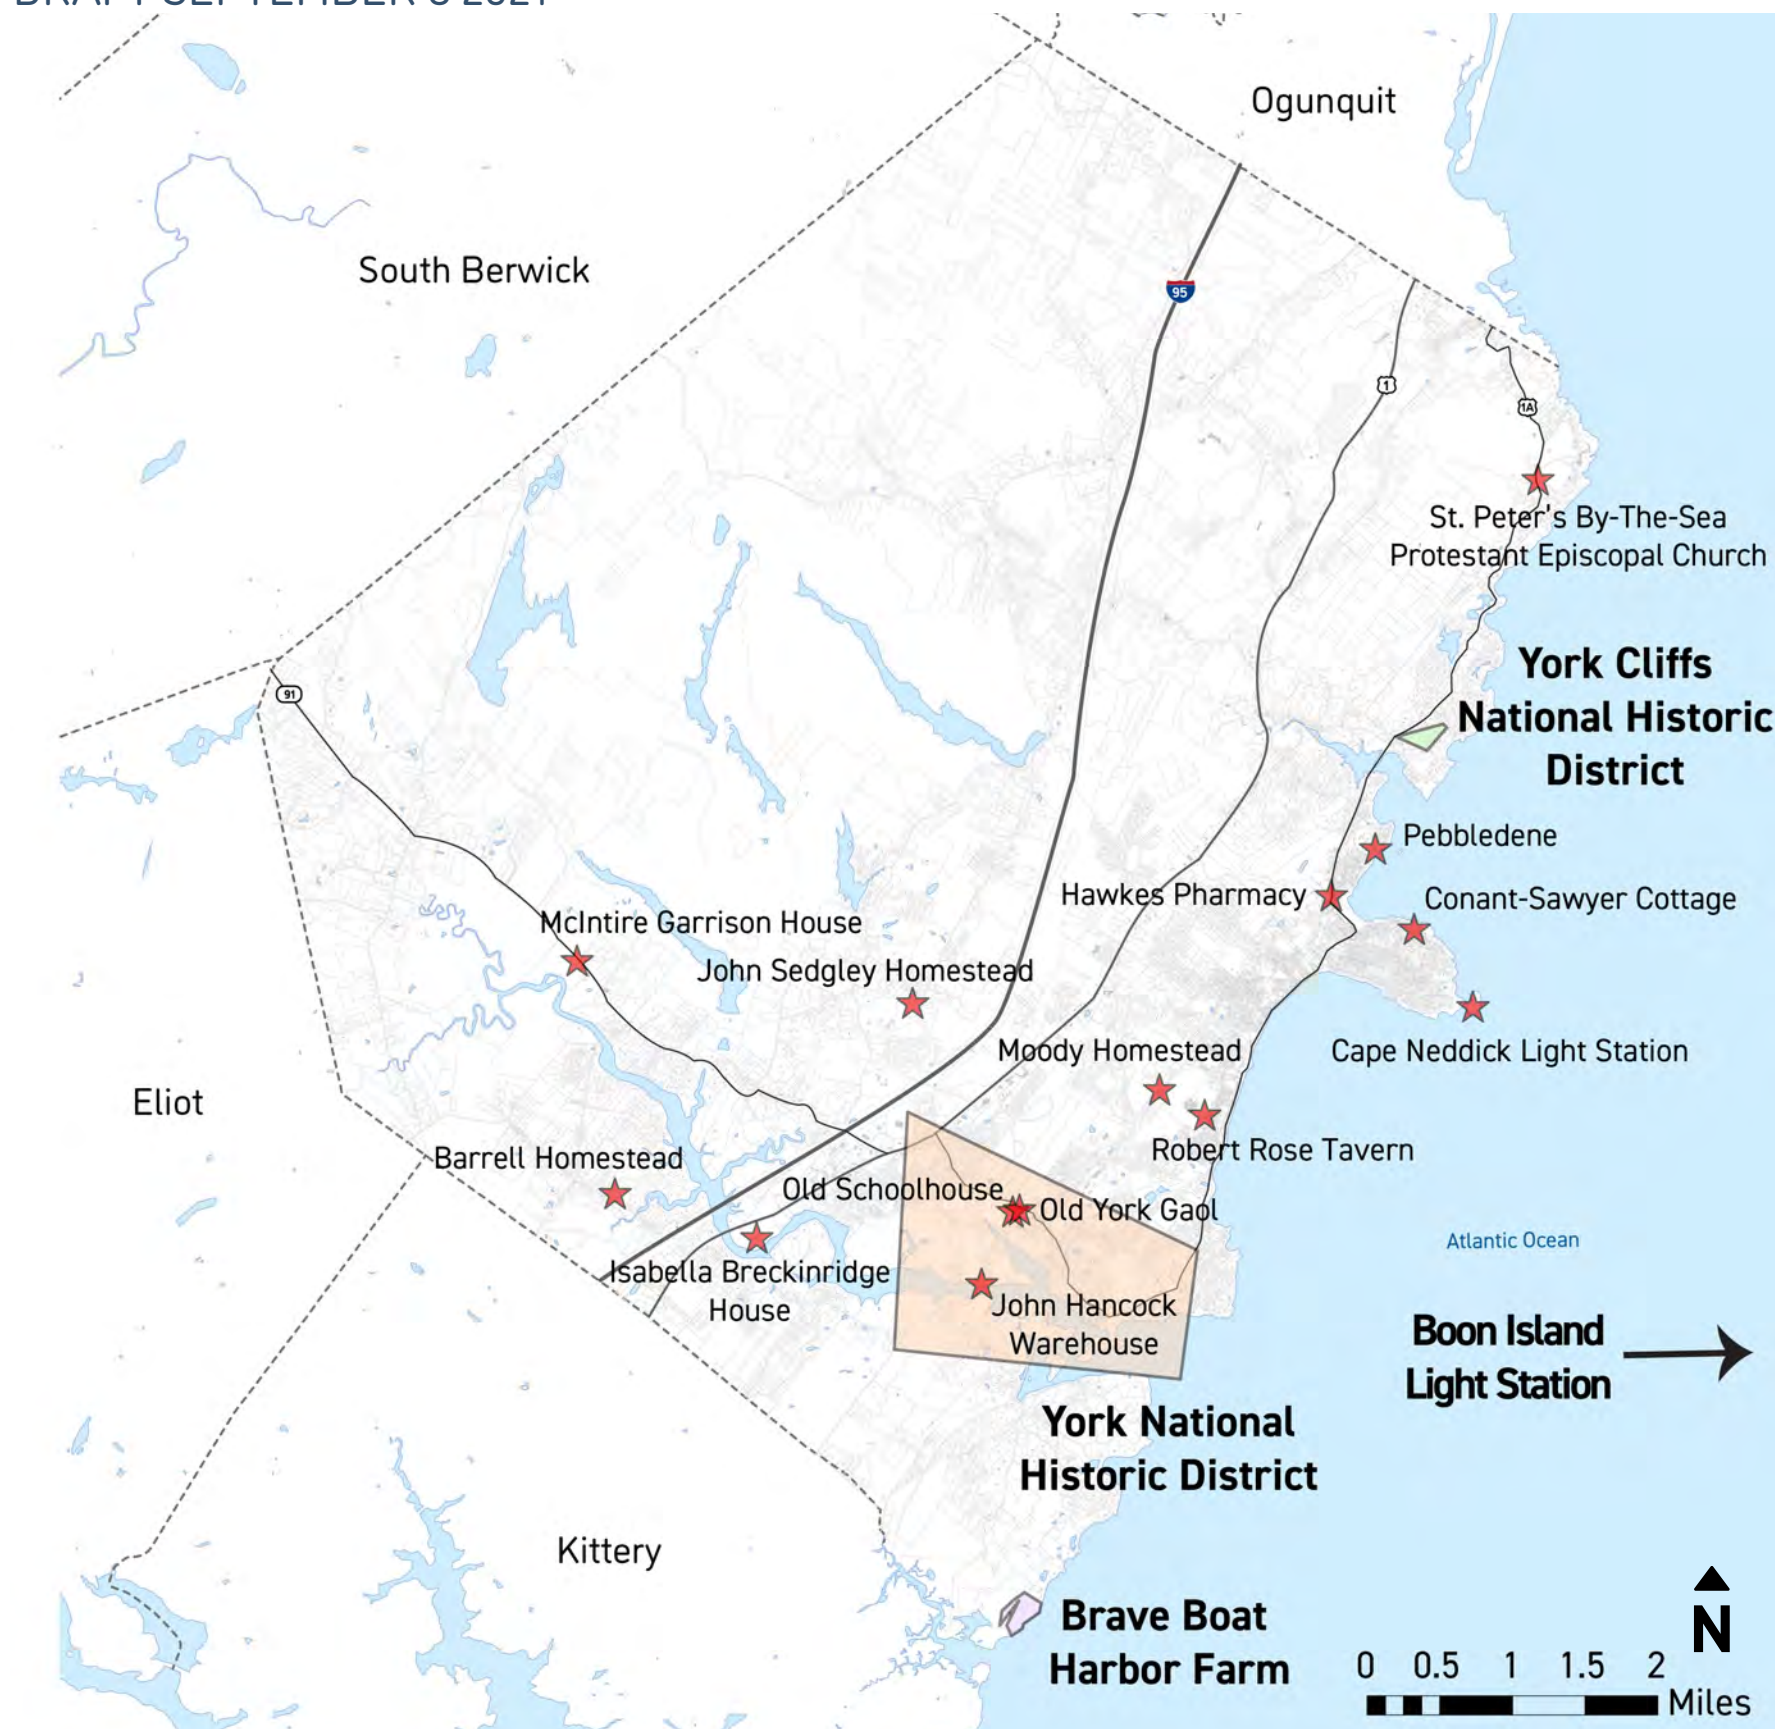 DRAFT SEPTEMBER 8 2021
Ogunquit
South Berwick
95
1
1A
St. Peter's By-The-Sea
Protestant Episcopal Church
York Cliffs
National Historic
District
91
Pebbledene
Hawkes Pharmacy
Conant-Sawyer Cottage
McIntire Garrison House
John Sedgley Homestead
Moody Homestead
Cape Neddick Light Station
Eliot
Barrell Homestead
Robert Rose Tavern
Old Schoolhouse
Old York Gaol
Atlantic Ocean
Isabella Breckinridge
House
John Hancock
Warehouse
Boon Island
Light Station
York National
Historic District
Kittery
Brave Boat
Harbor Farm
N
0 0.5 1 1.5 2
Miles